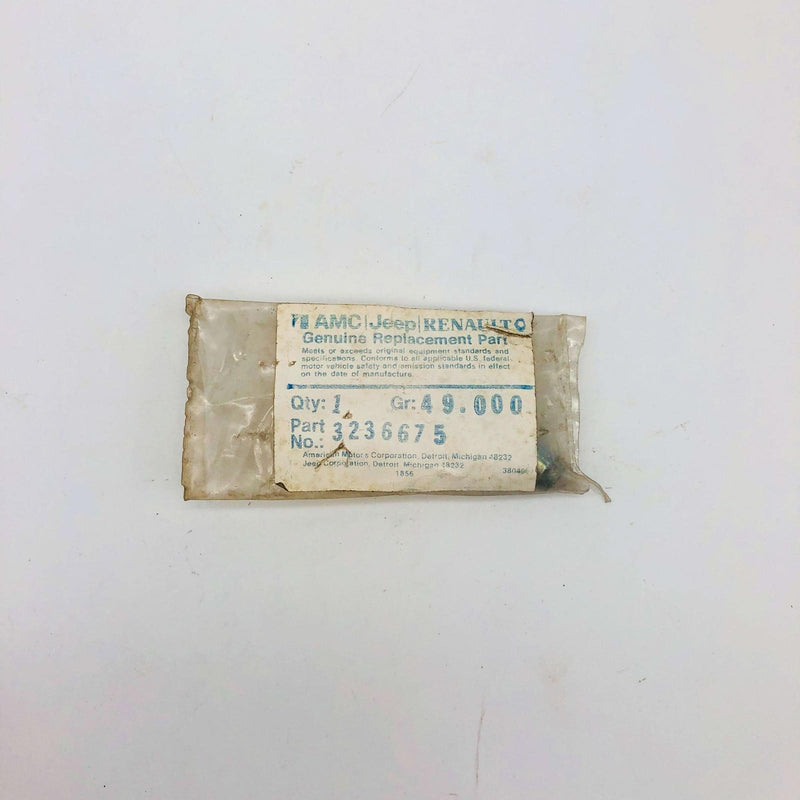 AMC|Jeep|RENAULT
Genuine Replacement Part
Meets or exceeds original equipment standards and
specifications. Conforms to all applicable U.S. federal
motor vehicle safety and emission standards in effect
on the date of manufacture.
Qty: 1 Gr: 49.000
Part
No.: 3236675
American Motors Corporation, Detroit, Michigan 48232
Jeep Corporation, Detroit, Michigan 48232
1856